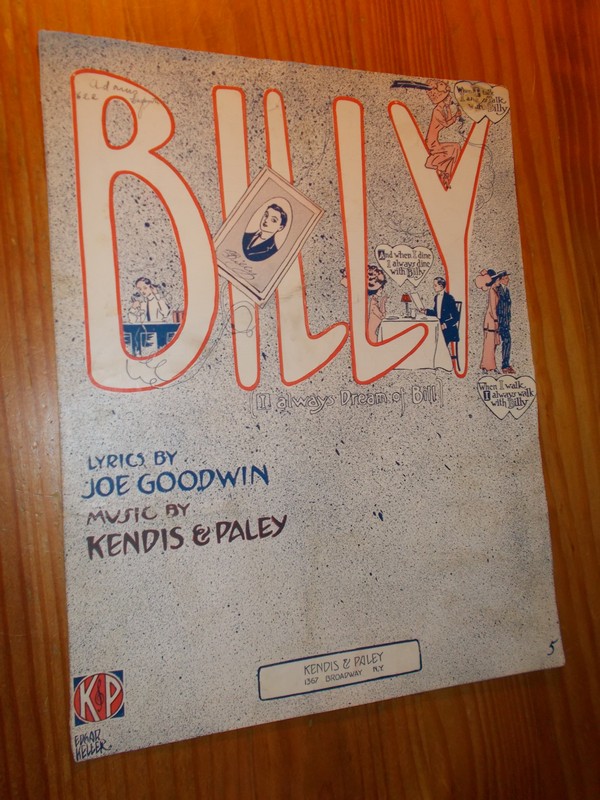 BILLY
Billy
And when I dine
I always dine
with Billy
When I walk
I always walk
with Billy
(I'll always Dream of Bill)
LYRICS BY
JOE GOODWIN
MUSIC BY
KENDIS & PALEY
KENDIS & PALEY
1367 BROADWAY N.Y.
5
K & P
EDGAR
KELLER